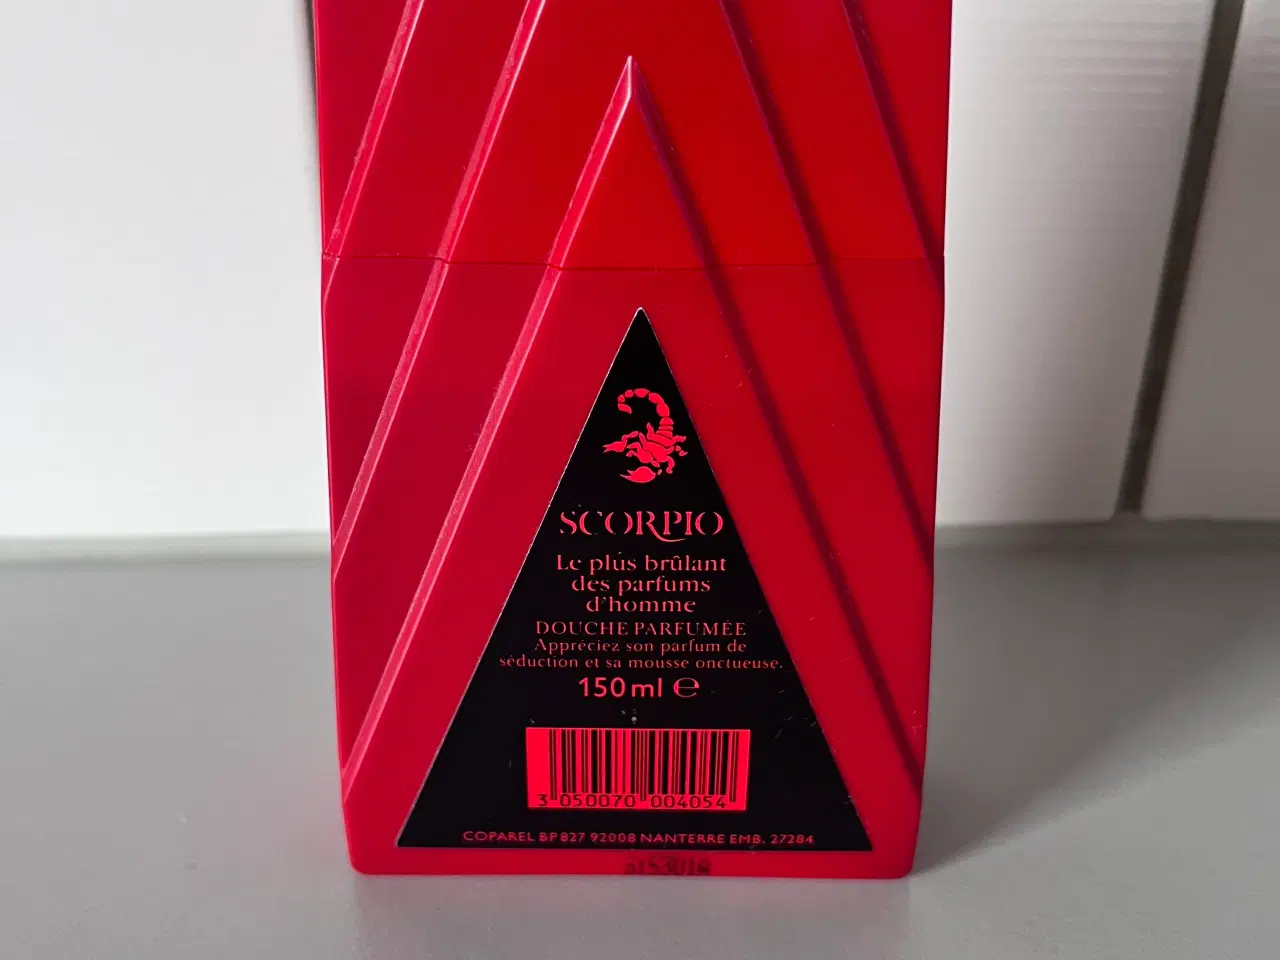 SCORPIO
Le plus brûlant
des parfums
d'homme
DOUCHE PARFUMÉE
Appréciez son parfum de
séduction et sa mousse onctueuse.
150 ml ℮
3 050070 004054
COPAREL BP 827 92008 NANTERRE EMB. 27284